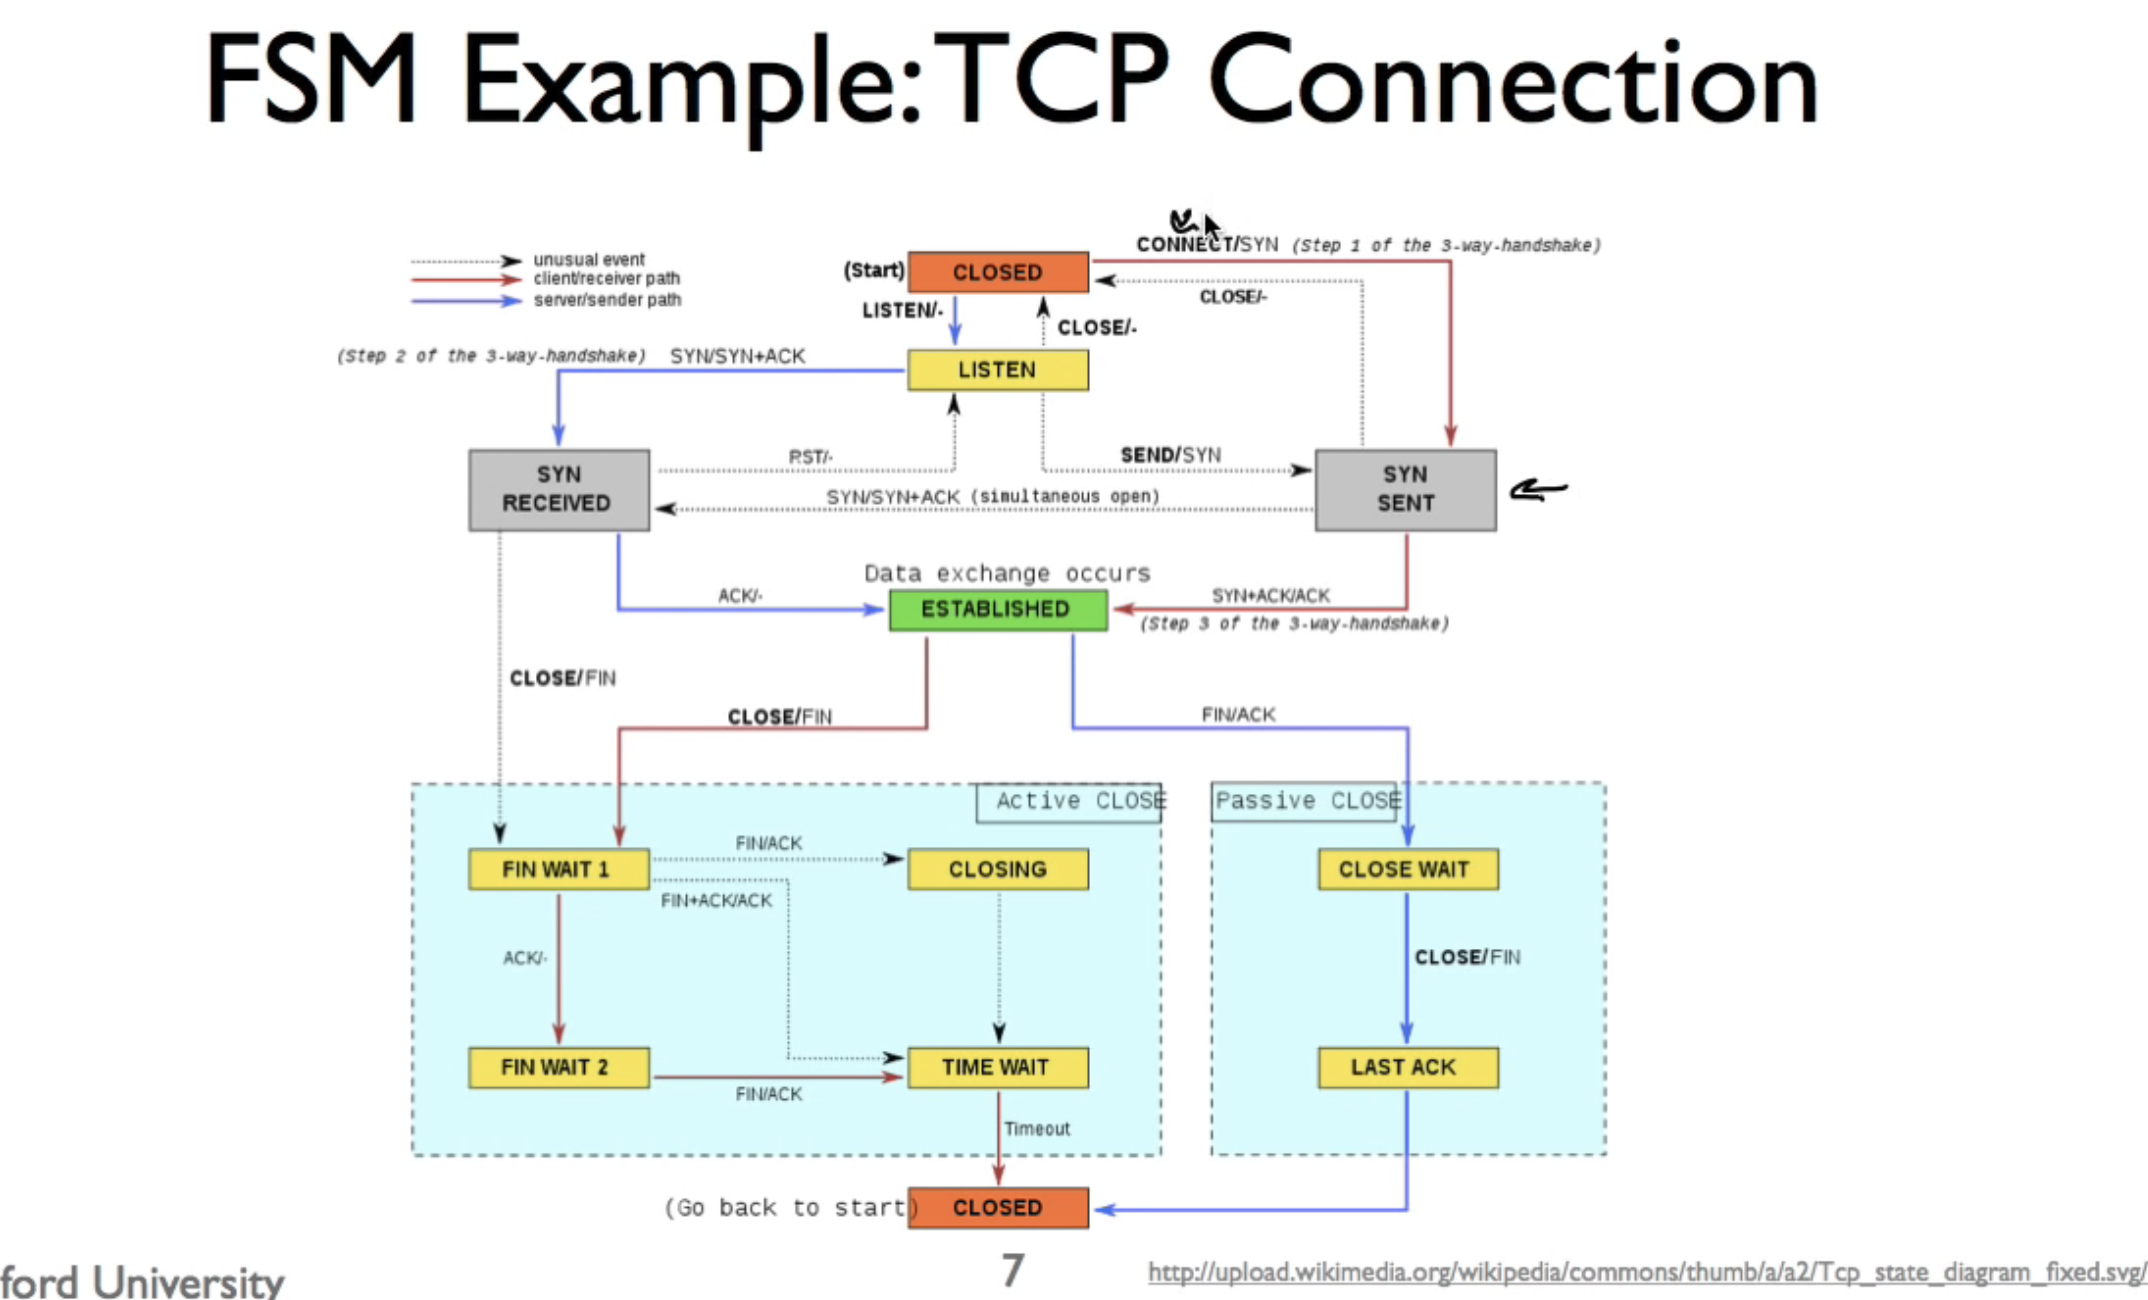 FSM Example: TCP Connection
CONNECT/SYN (Step 1 of the 3-way-handshake)
unusual event
client/receiver path
server/sender path
(Start) CLOSED
CLOSE/-
LISTEN/-
CLOSE/-
(Step 2 of the 3-way-handshake) SYN/SYN+ACK
LISTEN
SYN
RECEIVED
RST/-
SEND/SYN
SYN
SENT
SYN/SYN+ACK (simultaneous open)
Data exchange occurs
ACK/-
ESTABLISHED
SYN+ACK/ACK
(Step 3 of the 3-way-handshake)
CLOSE/FIN
CLOSE/FIN
FIN/ACK
Active CLOSE
Passive CLOSE
FIN WAIT 1
FIN/ACK
CLOSING
CLOSE WAIT
FIN+ACK/ACK
ACK/-
CLOSE/FIN
FIN WAIT 2
FIN/ACK
TIME WAIT
LAST ACK
Timeout
(Go back to start) CLOSED
ford University
7
http://upload.wikimedia.org/wikipedia/commons/thumb/a/a2/Tcp_state_diagram_fixed.svg/